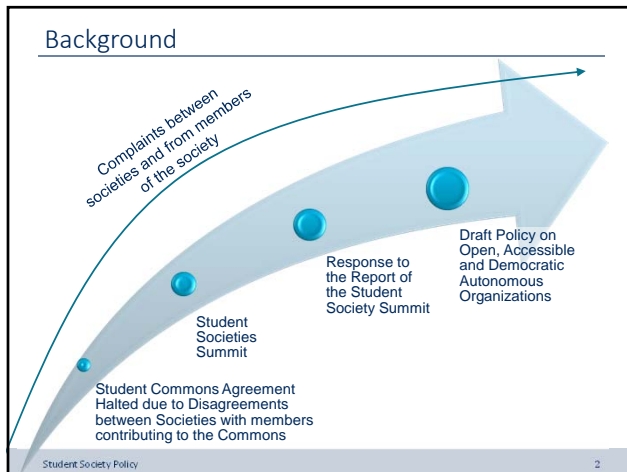 Background
Complaints between
societies and from members
of the society
Draft Policy on
Open, Accessible
and Democratic
Autonomous
Organizations
Response to
the Report of
the Student
Society Summit
Student
Societies
Summit
Student Commons Agreement
Halted due to Disagreements
between Societies with members
contributing to the Commons
Student Society Policy
2